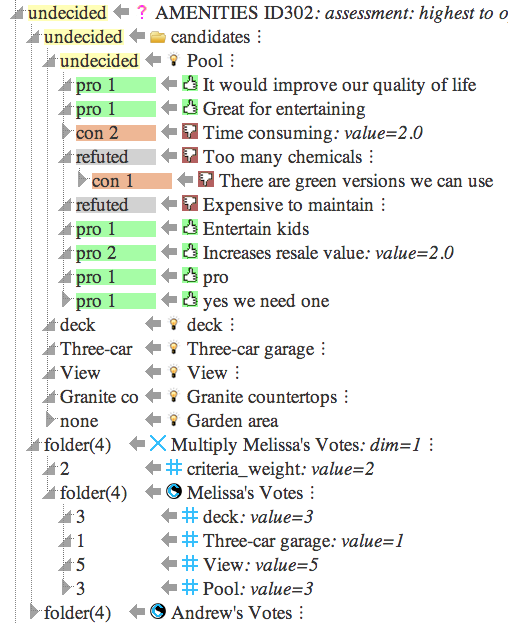 undecided ? AMENITIES ID302: assessment: highest to o
undecided candidates
undecided Pool
pro 1 It would improve our quality of life
pro 1 Great for entertaining
con 2 Time consuming: value=2.0
refuted Too many chemicals
con 1 There are green versions we can use
refuted Expensive to maintain
pro 1 Entertain kids
pro 2 Increases resale value: value=2.0
pro 1 pro
pro 1 yes we need one
deck deck
Three-car Three-car garage
View View
Granite co Granite countertops
none Garden area
folder(4) Multiply Melissa's Votes: dim=1
2 criteria_weight: value=2
folder(4) Melissa's Votes
3 deck: value=3
1 Three-car garage: value=1
5 View: value=5
3 Pool: value=3
folder(4) Andrew's Votes